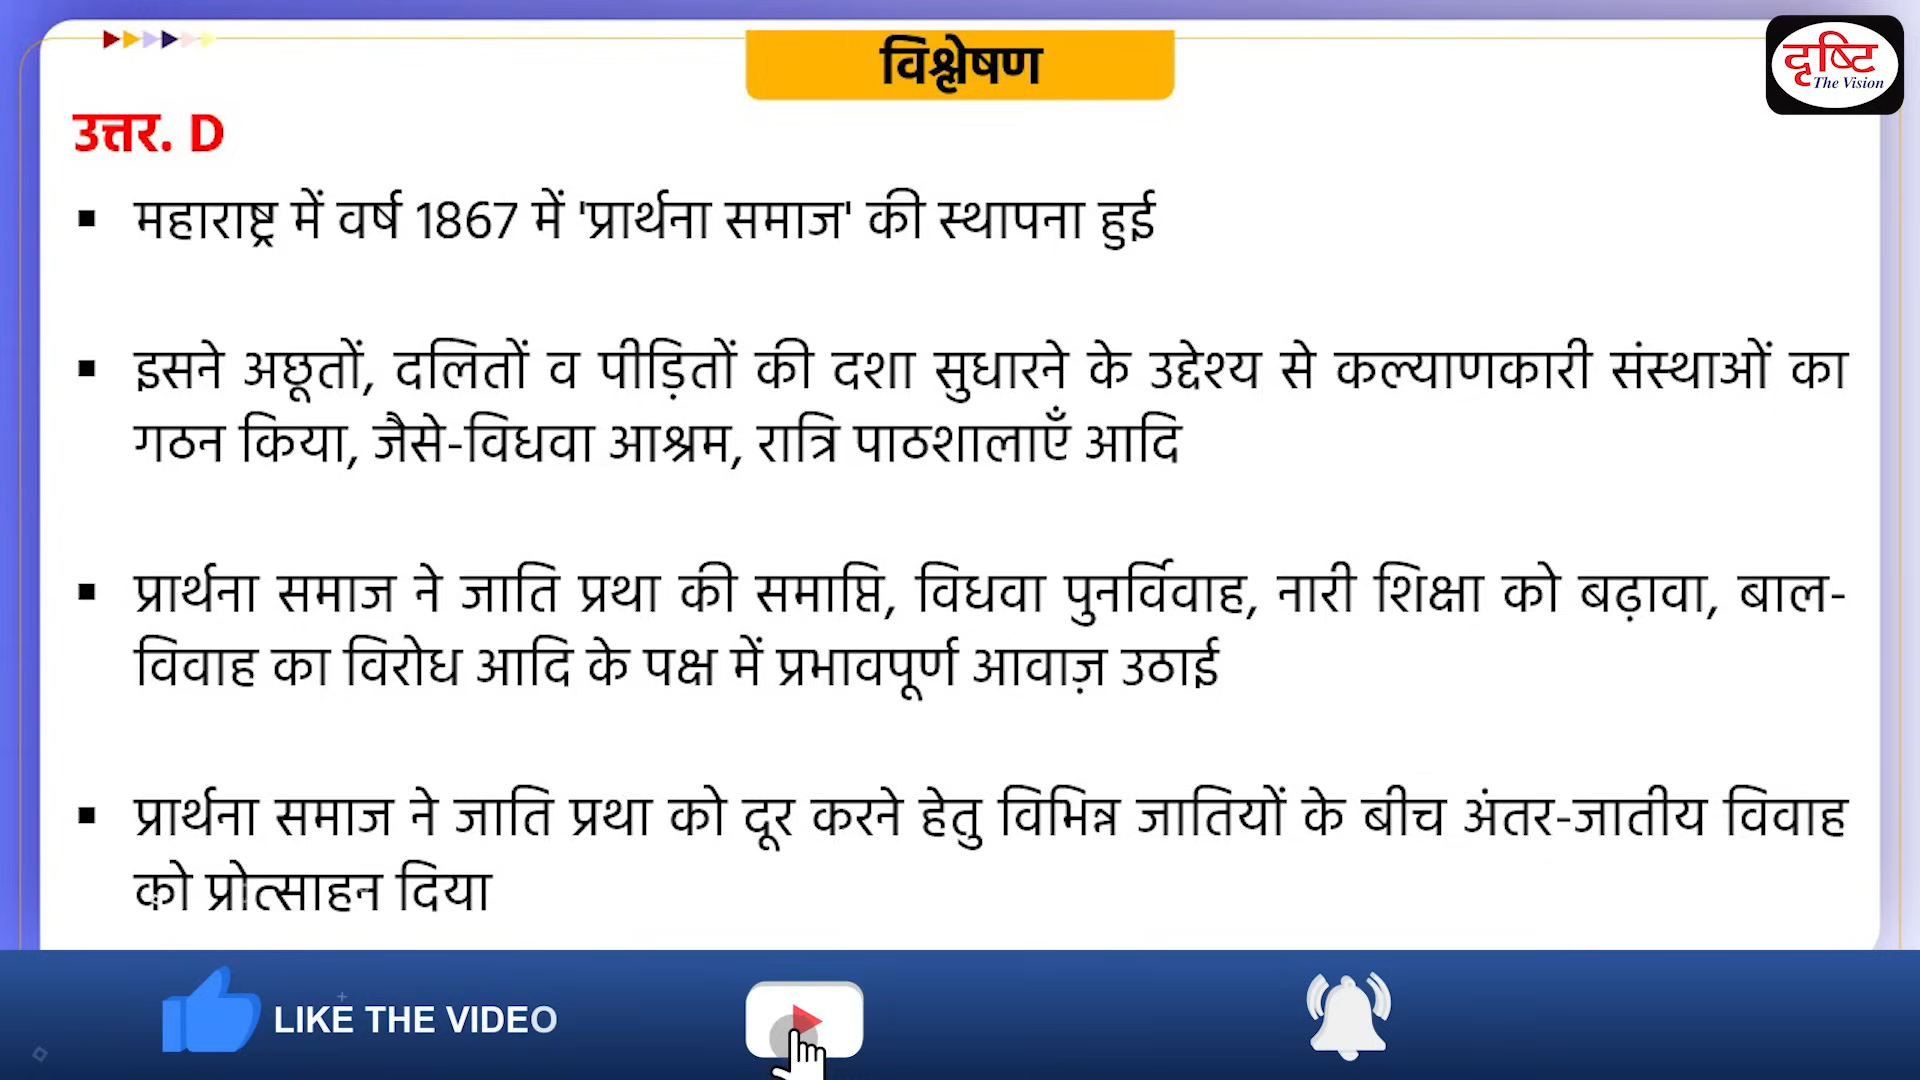 विश्लेषण
दृष्टि
The Vision
उत्तर. D
▪ महाराष्ट्र में वर्ष 1867 में 'प्रार्थना समाज' की स्थापना हुई
▪ इसने अछूतों, दलितों व पीड़ितों की दशा सुधारने के उद्देश्य से कल्याणकारी संस्थाओं का
गठन किया, जैसे-विधवा आश्रम, रात्रि पाठशालाएँ आदि
▪ प्रार्थना समाज ने जाति प्रथा की समाप्ति, विधवा पुनर्विवाह, नारी शिक्षा को बढ़ावा, बाल-
विवाह का विरोध आदि के पक्ष में प्रभावपूर्ण आवाज़ उठाई
▪ प्रार्थना समाज ने जाति प्रथा को दूर करने हेतु विभिन्न जातियों के बीच अंतर-जातीय विवाह
को प्रोत्साहन दिया
LIKE THE VIDEO